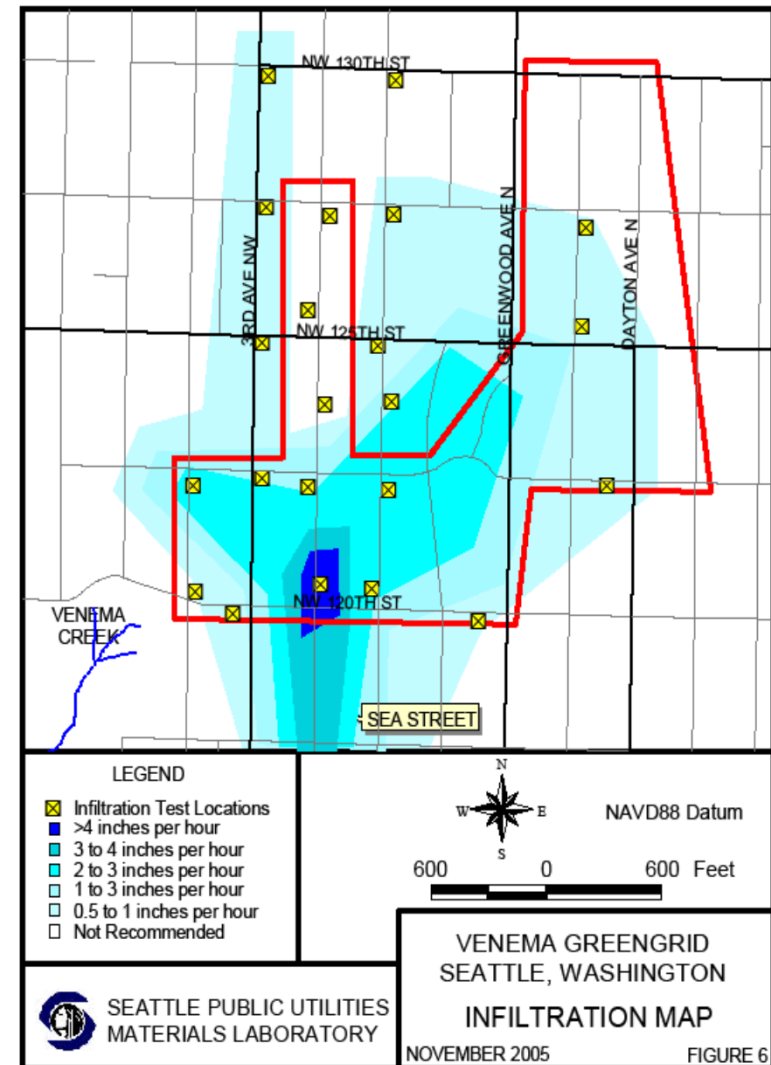 NW 130TH ST
3RD AVE NW
GREENWOOD AVE N
DAYTON AVE N
NW 125TH ST
NW 120TH ST
VENEMA
CREEK
SEA STREET
LEGEND
Infiltration Test Locations
>4 inches per hour
3 to 4 inches per hour
2 to 3 inches per hour
1 to 3 inches per hour
0.5 to 1 inches per hour
Not Recommended
N
W E
S
NAVD88 Datum
600 0 600 Feet
VENEMA GREENGRID
SEATTLE, WASHINGTON
INFILTRATION MAP
NOVEMBER 2005 FIGURE 6
SEATTLE PUBLIC UTILITIES
MATERIALS LABORATORY